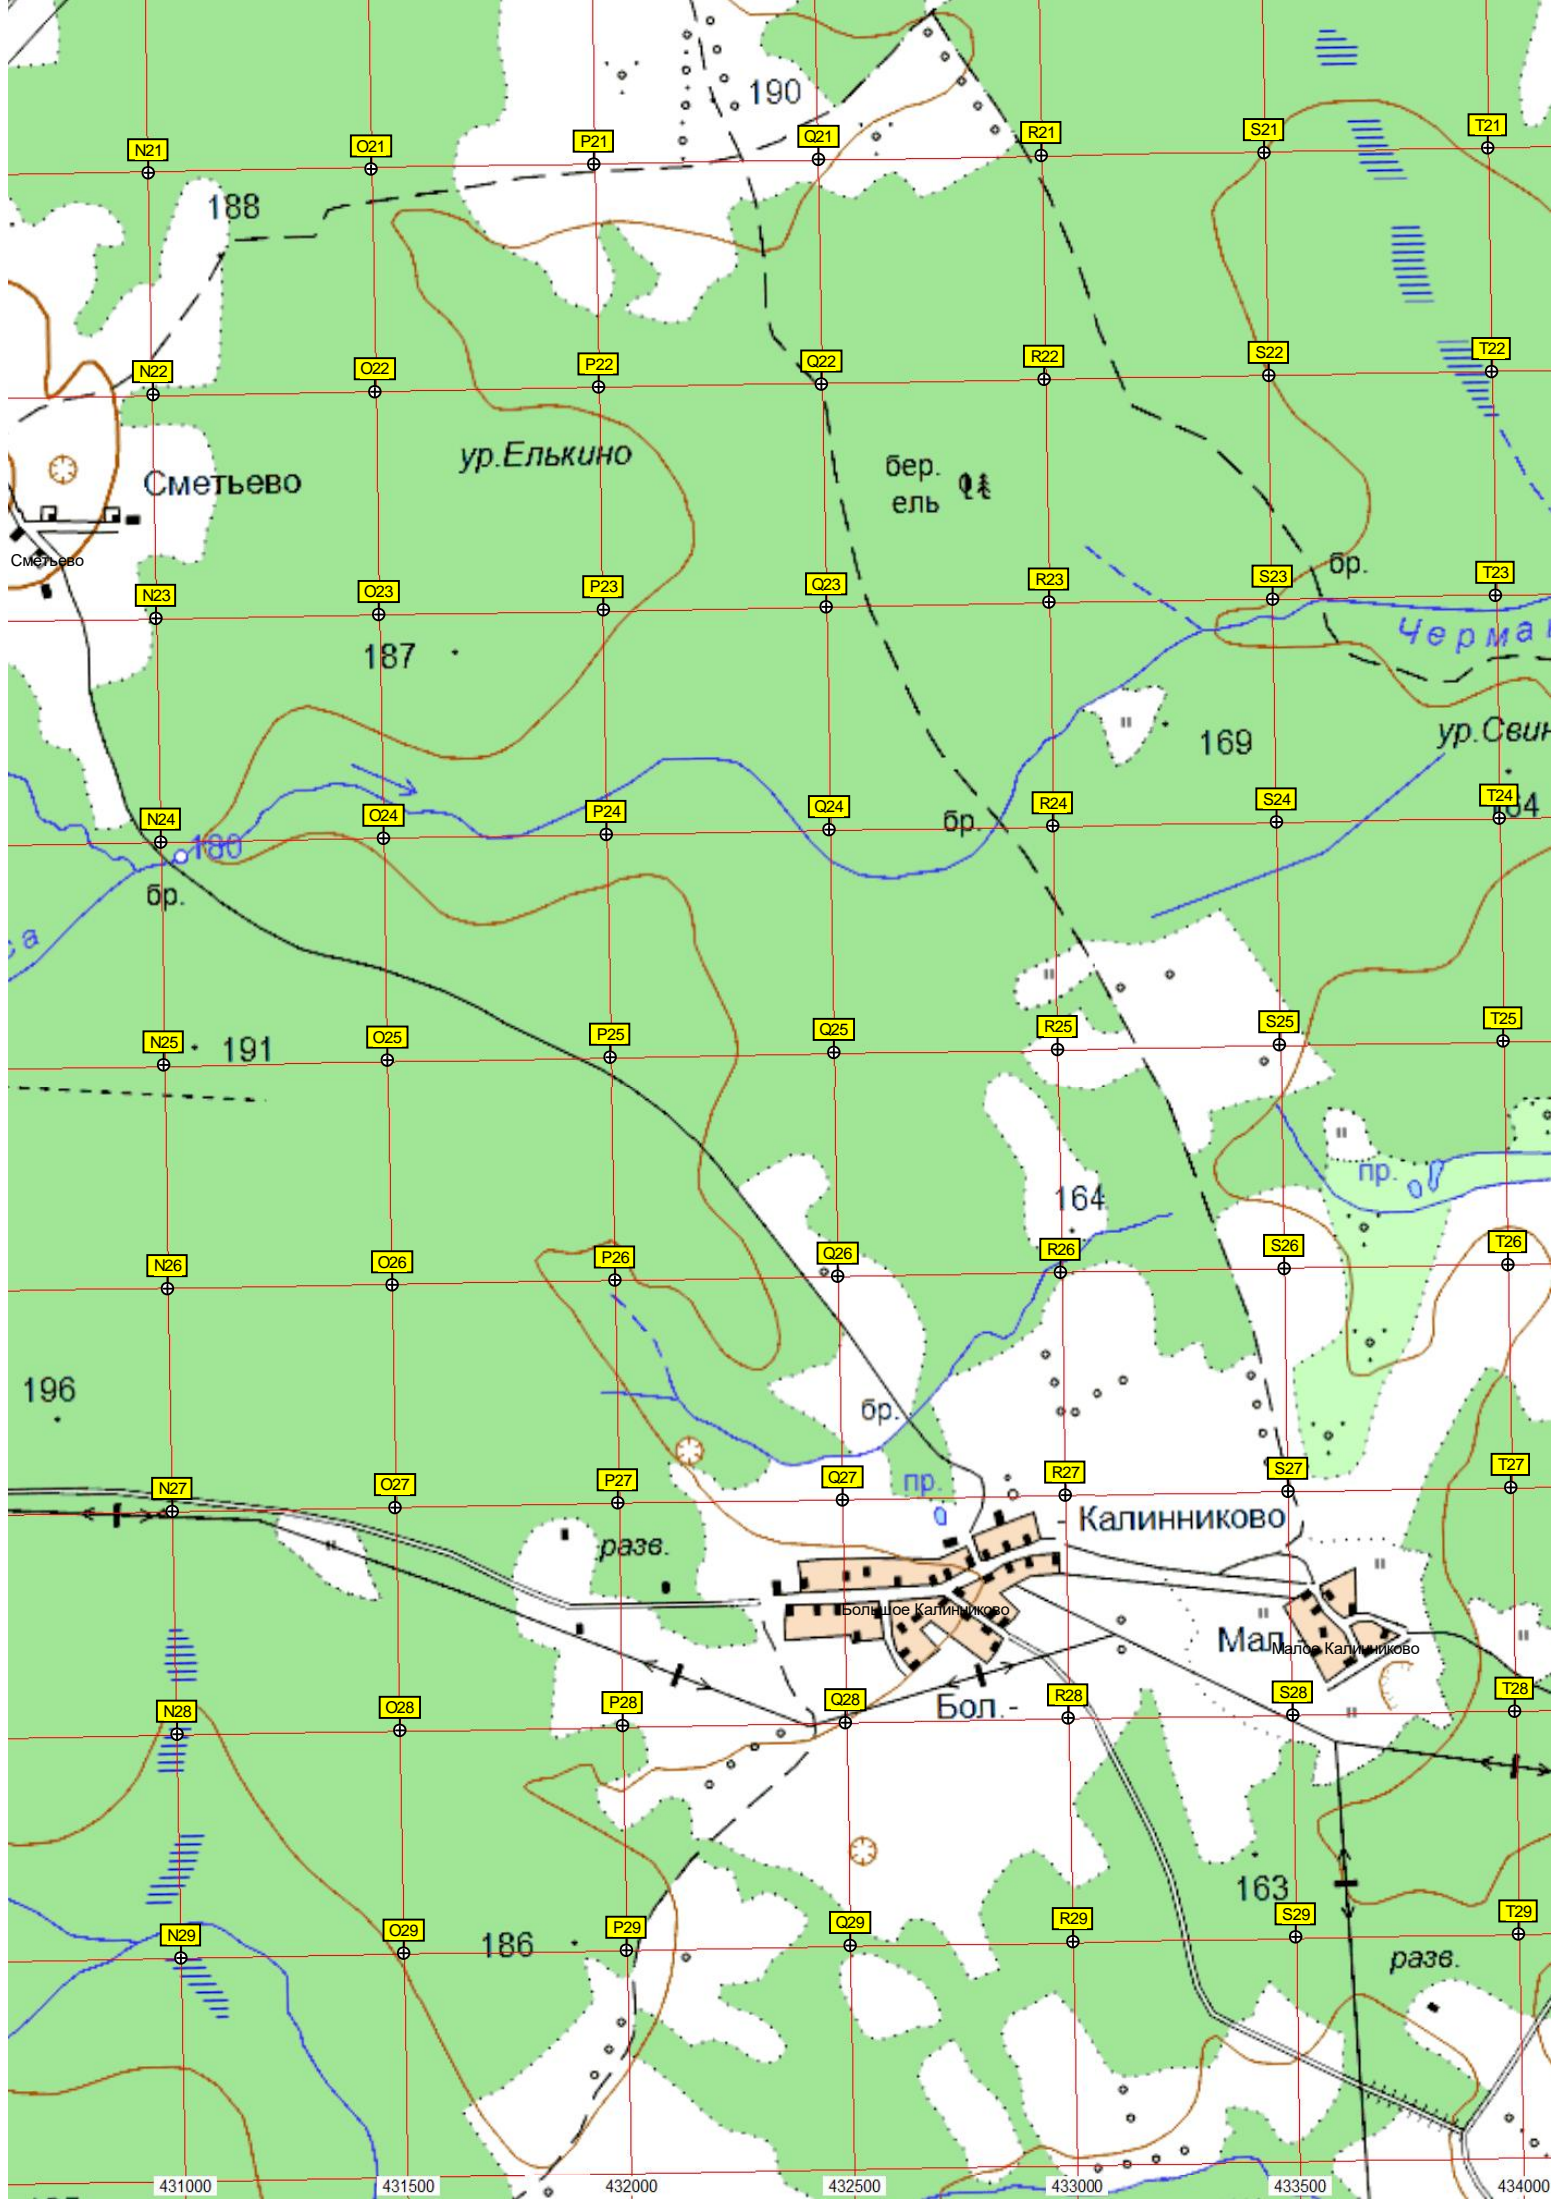 190
N21 O21 P21 Q21 R21 S21 T21
188
N22 O22 P22 Q22 R22 S22 T22
ур.Елькино
бер.
ель
Сметьево
Сметьево
бр.
N23 O23 P23 Q23 R23 S23 T23
Черма
187
169
ур.Свин
N24 O24 P24 Q24 R24 S24 T24
64
180
бр.
бр.
са
N25 O25 P25 Q25 R25 S25 T25
191
пр.
164
N26 O26 P26 Q26 R26 S26 T26
196
бр.
N27 O27 P27 Q27 R27 S27 T27
пр.
- Калинниково
разв.
Большое Калинниково
Мал.
Малое Калинниково
N28 O28 P28 Q28 R28 S28 T28
Бол.-
163
N29 O29 P29 Q29 R29 S29 T29
186
разв.
431000 431500 432000 432500 433000 433500 434000